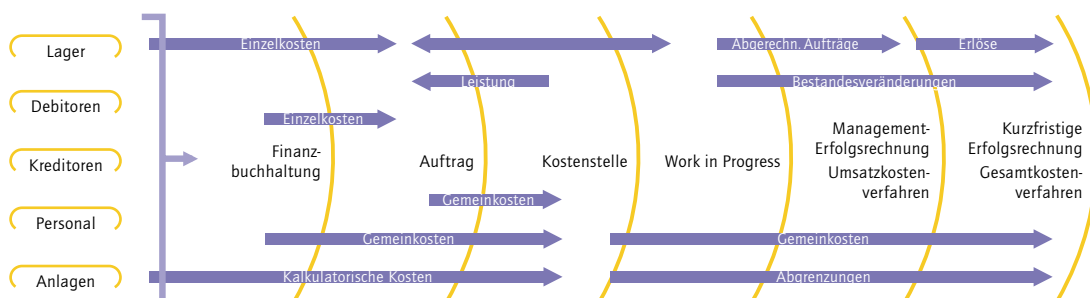 Lager
Debitoren
Kreditoren
Personal
Anlagen
Einzelkosten
Abgerechn. Aufträge
Erlöse
Leistung
Bestandesveränderungen
Einzelkosten
Finanz-
buchhaltung
Auftrag
Kostenstelle
Work in Progress
Management-
Erfolgsrechnung
Umsatzkosten-
verfahren
Kurzfristige
Erfolgsrechnung
Gesamtkosten-
verfahren
Gemeinkosten
Gemeinkosten
Gemeinkosten
Kalkulatorische Kosten
Abgrenzungen